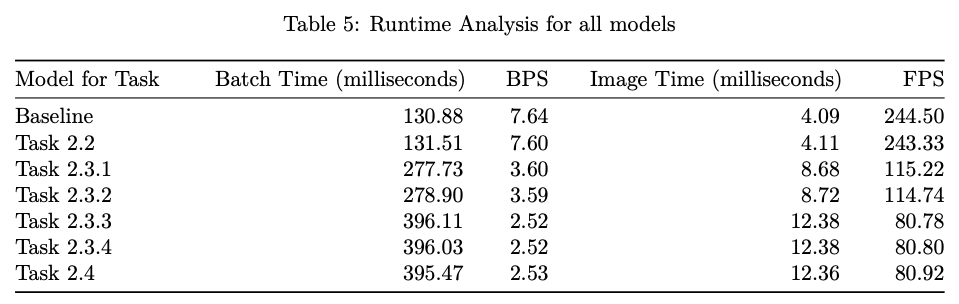 Table 5: Runtime Analysis for all models
Model for Task Batch Time (milliseconds) BPS Image Time (milliseconds) FPS
Baseline 130.88 7.64 4.09 244.50
Task 2.2 131.51 7.60 4.11 243.33
Task 2.3.1 277.73 3.60 8.68 115.22
Task 2.3.2 278.90 3.59 8.72 114.74
Task 2.3.3 396.11 2.52 12.38 80.78
Task 2.3.4 396.03 2.52 12.38 80.80
Task 2.4 395.47 2.53 12.36 80.92